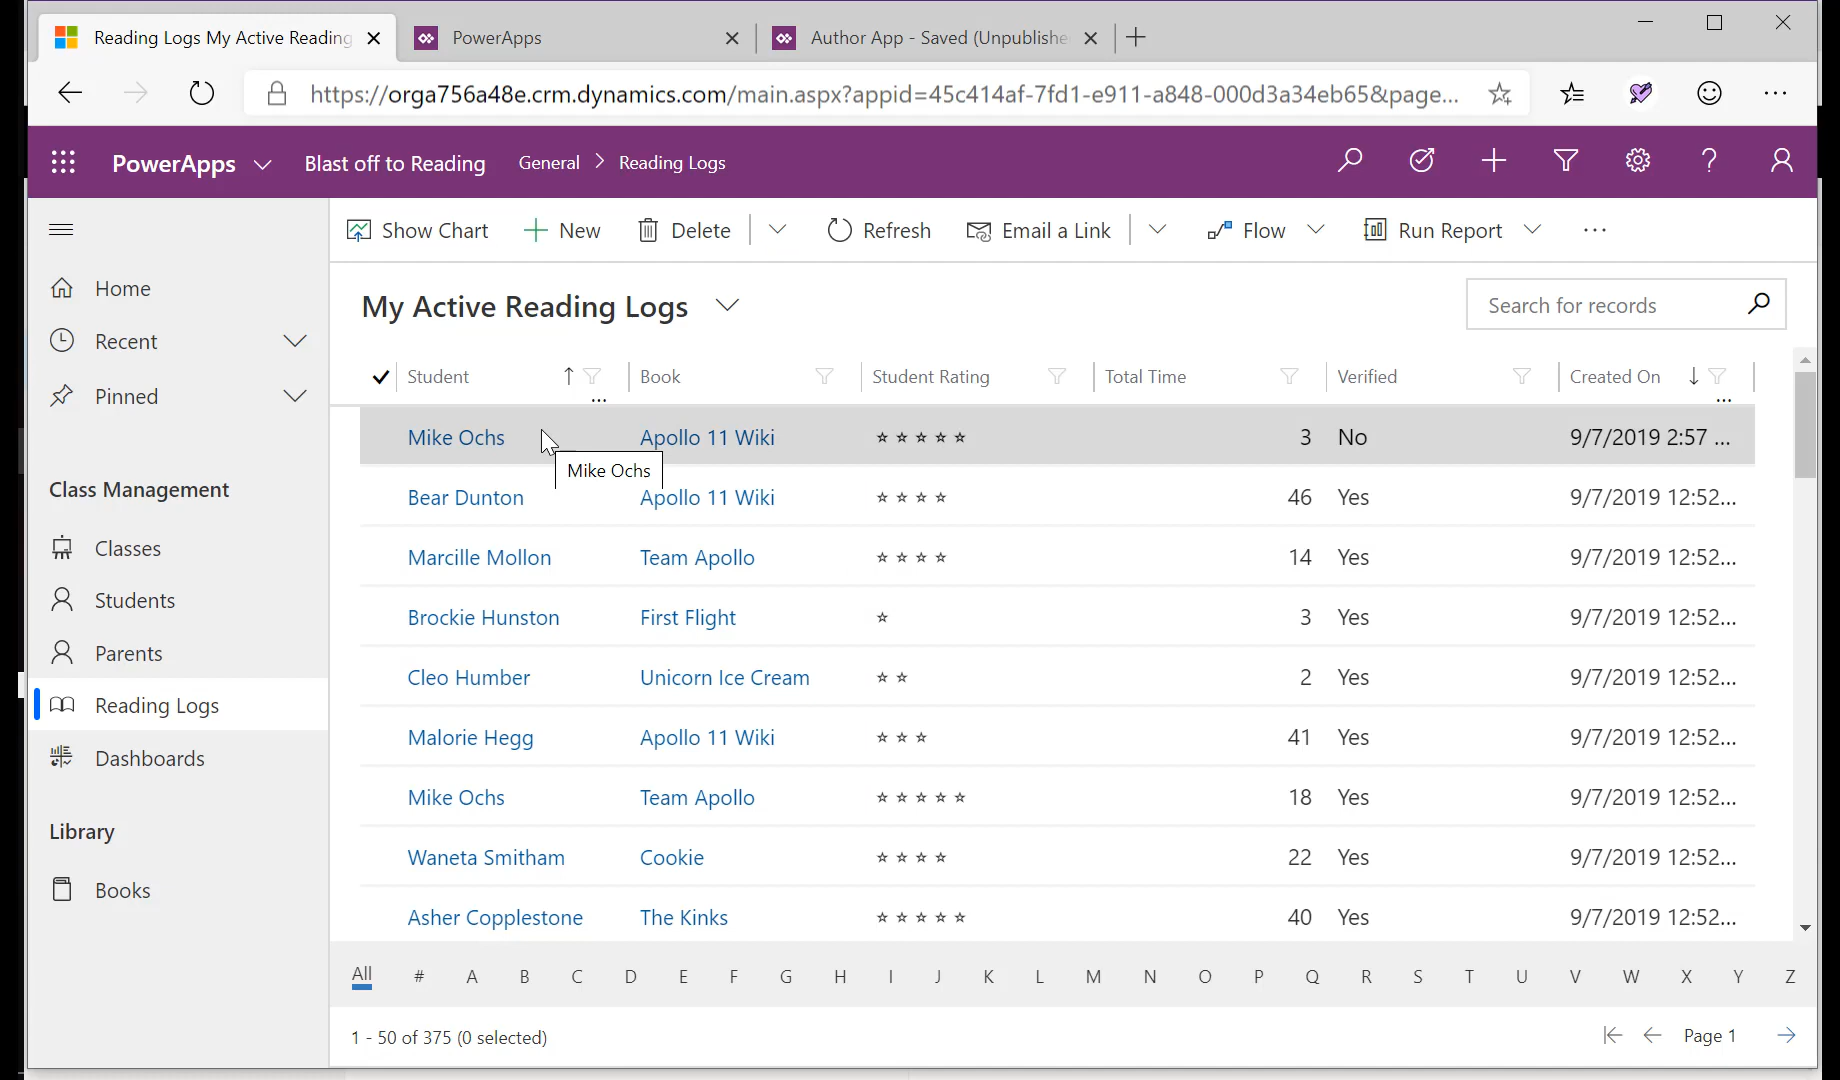 Reading Logs My Active Reading
PowerApps
Author App - Saved (Unpublishe
https://orga756a48e.crm.dynamics.com/main.aspx?appid=45c414af-7fd1-e911-a848-000d3a34eb65&page...
PowerApps
Blast off to Reading
General > Reading Logs
Show Chart
New
Delete
Refresh
Email a Link
Flow
Run Report
Home
Recent
Pinned
Class Management
Classes
Students
Parents
Reading Logs
Dashboards
Library
Books
My Active Reading Logs
Search for records
Student Book Student Rating Total Time Verified Created On
Mike Ochs Apollo 11 Wiki ★ ★ ★ ★ ★ 3 No 9/7/2019 2:57 ...
Mike Ochs
Bear Dunton Apollo 11 Wiki ★ ★ ★ ★ 46 Yes 9/7/2019 12:52...
Marcille Mollon Team Apollo ★ ★ ★ ★ 14 Yes 9/7/2019 12:52...
Brockie Hunston First Flight ★ 3 Yes 9/7/2019 12:52...
Cleo Humber Unicorn Ice Cream ★ ★ 2 Yes 9/7/2019 12:52...
Malorie Hegg Apollo 11 Wiki ★ ★ ★ 41 Yes 9/7/2019 12:52...
Mike Ochs Team Apollo ★ ★ ★ ★ ★ 18 Yes 9/7/2019 12:52...
Waneta Smitham Cookie ★ ★ ★ ★ 22 Yes 9/7/2019 12:52...
Asher Copplestone The Kinks ★ ★ ★ ★ ★ 40 Yes 9/7/2019 12:52...
All # A B C D E F G H I J K L M N O P Q R S T U V W X Y Z
1 - 50 of 375 (0 selected)
Page 1